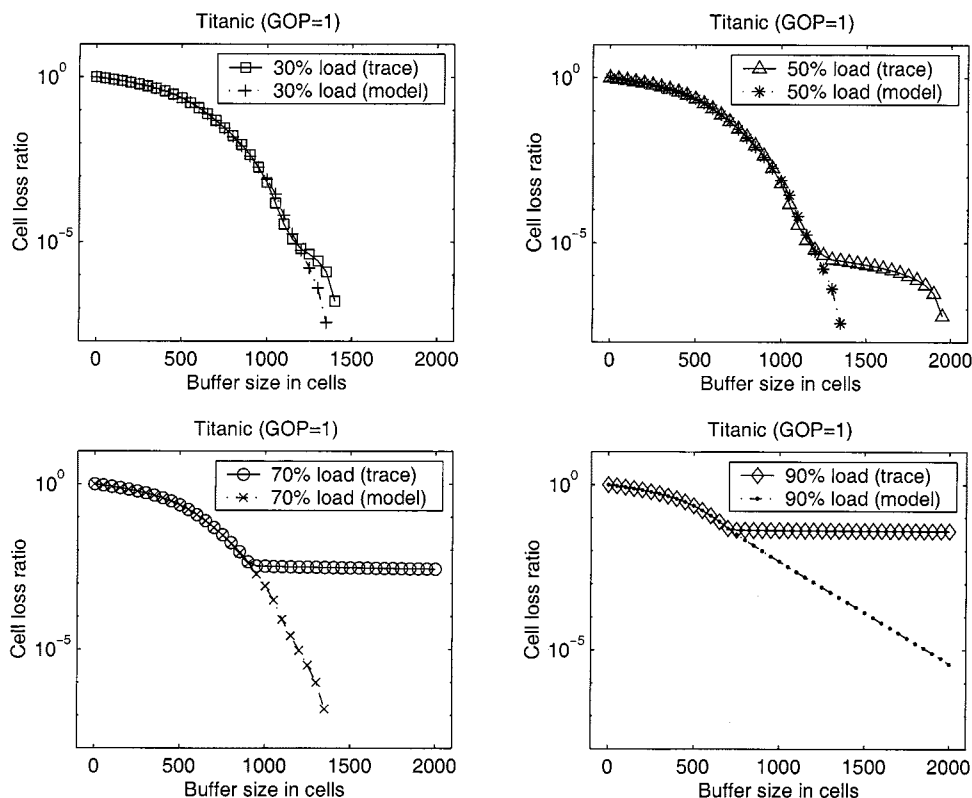 Titanic (GOP=1)
30% load (trace)
30% load (model)
10^0
10^-5
Cell loss ratio
0 500 1000 1500 2000
Buffer size in cells
Titanic (GOP=1)
50% load (trace)
50% load (model)
10^0
10^-5
Cell loss ratio
0 500 1000 1500 2000
Buffer size in cells
Titanic (GOP=1)
70% load (trace)
70% load (model)
10^0
10^-5
Cell loss ratio
0 500 1000 1500 2000
Buffer size in cells
Titanic (GOP=1)
90% load (trace)
90% load (model)
10^0
10^-5
Cell loss ratio
0 500 1000 1500 2000
Buffer size in cells